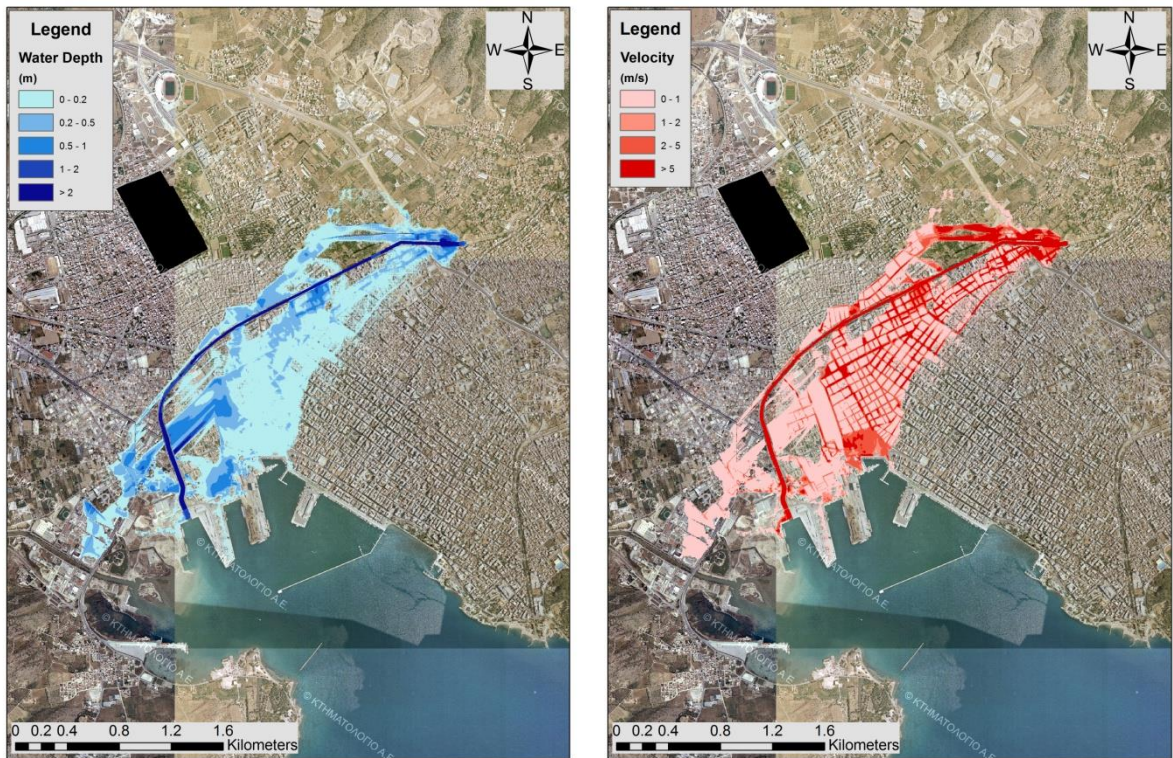 Legend
Water Depth
(m)
0 - 0.2
0.2 - 0.5
0.5 - 1
1 - 2
> 2
N
W E
S
© ΚΤΗΜΑΤΟΛΟΓΙΟ Α.Ε.
© ΚΤΗΜΑΤΟΛΟΓΙΟ Α.Ε.
© ΚΤΗΜΑΤΟΛΟΓΙΟ Α.Ε.
0 0.2 0.4 0.8 1.2 1.6
Kilometers
Legend
Velocity
(m/s)
0 - 1
1 - 2
2 - 5
> 5
N
W E
S
© ΚΤΗΜΑΤΟΛΟΓΙΟ Α.Ε.
© ΚΤΗΜΑΤΟΛΟΓΙΟ Α.Ε.
© ΚΤΗΜΑΤΟΛΟΓΙΟ Α.Ε.
0 0.2 0.4 0.8 1.2 1.6
Kilometers